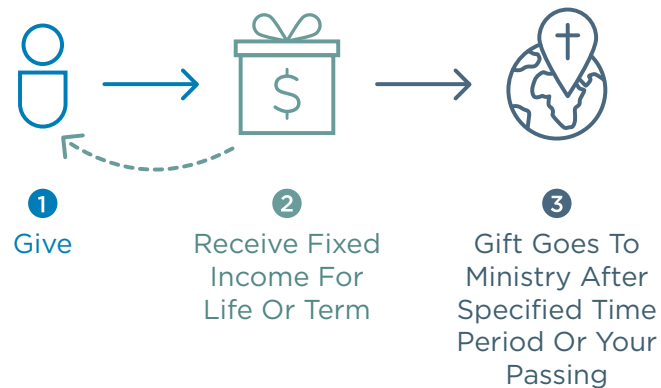 $
1
Give
2
Receive Fixed
Income For
Life Or Term
3
Gift Goes To
Ministry After
Specified Time
Period Or Your
Passing